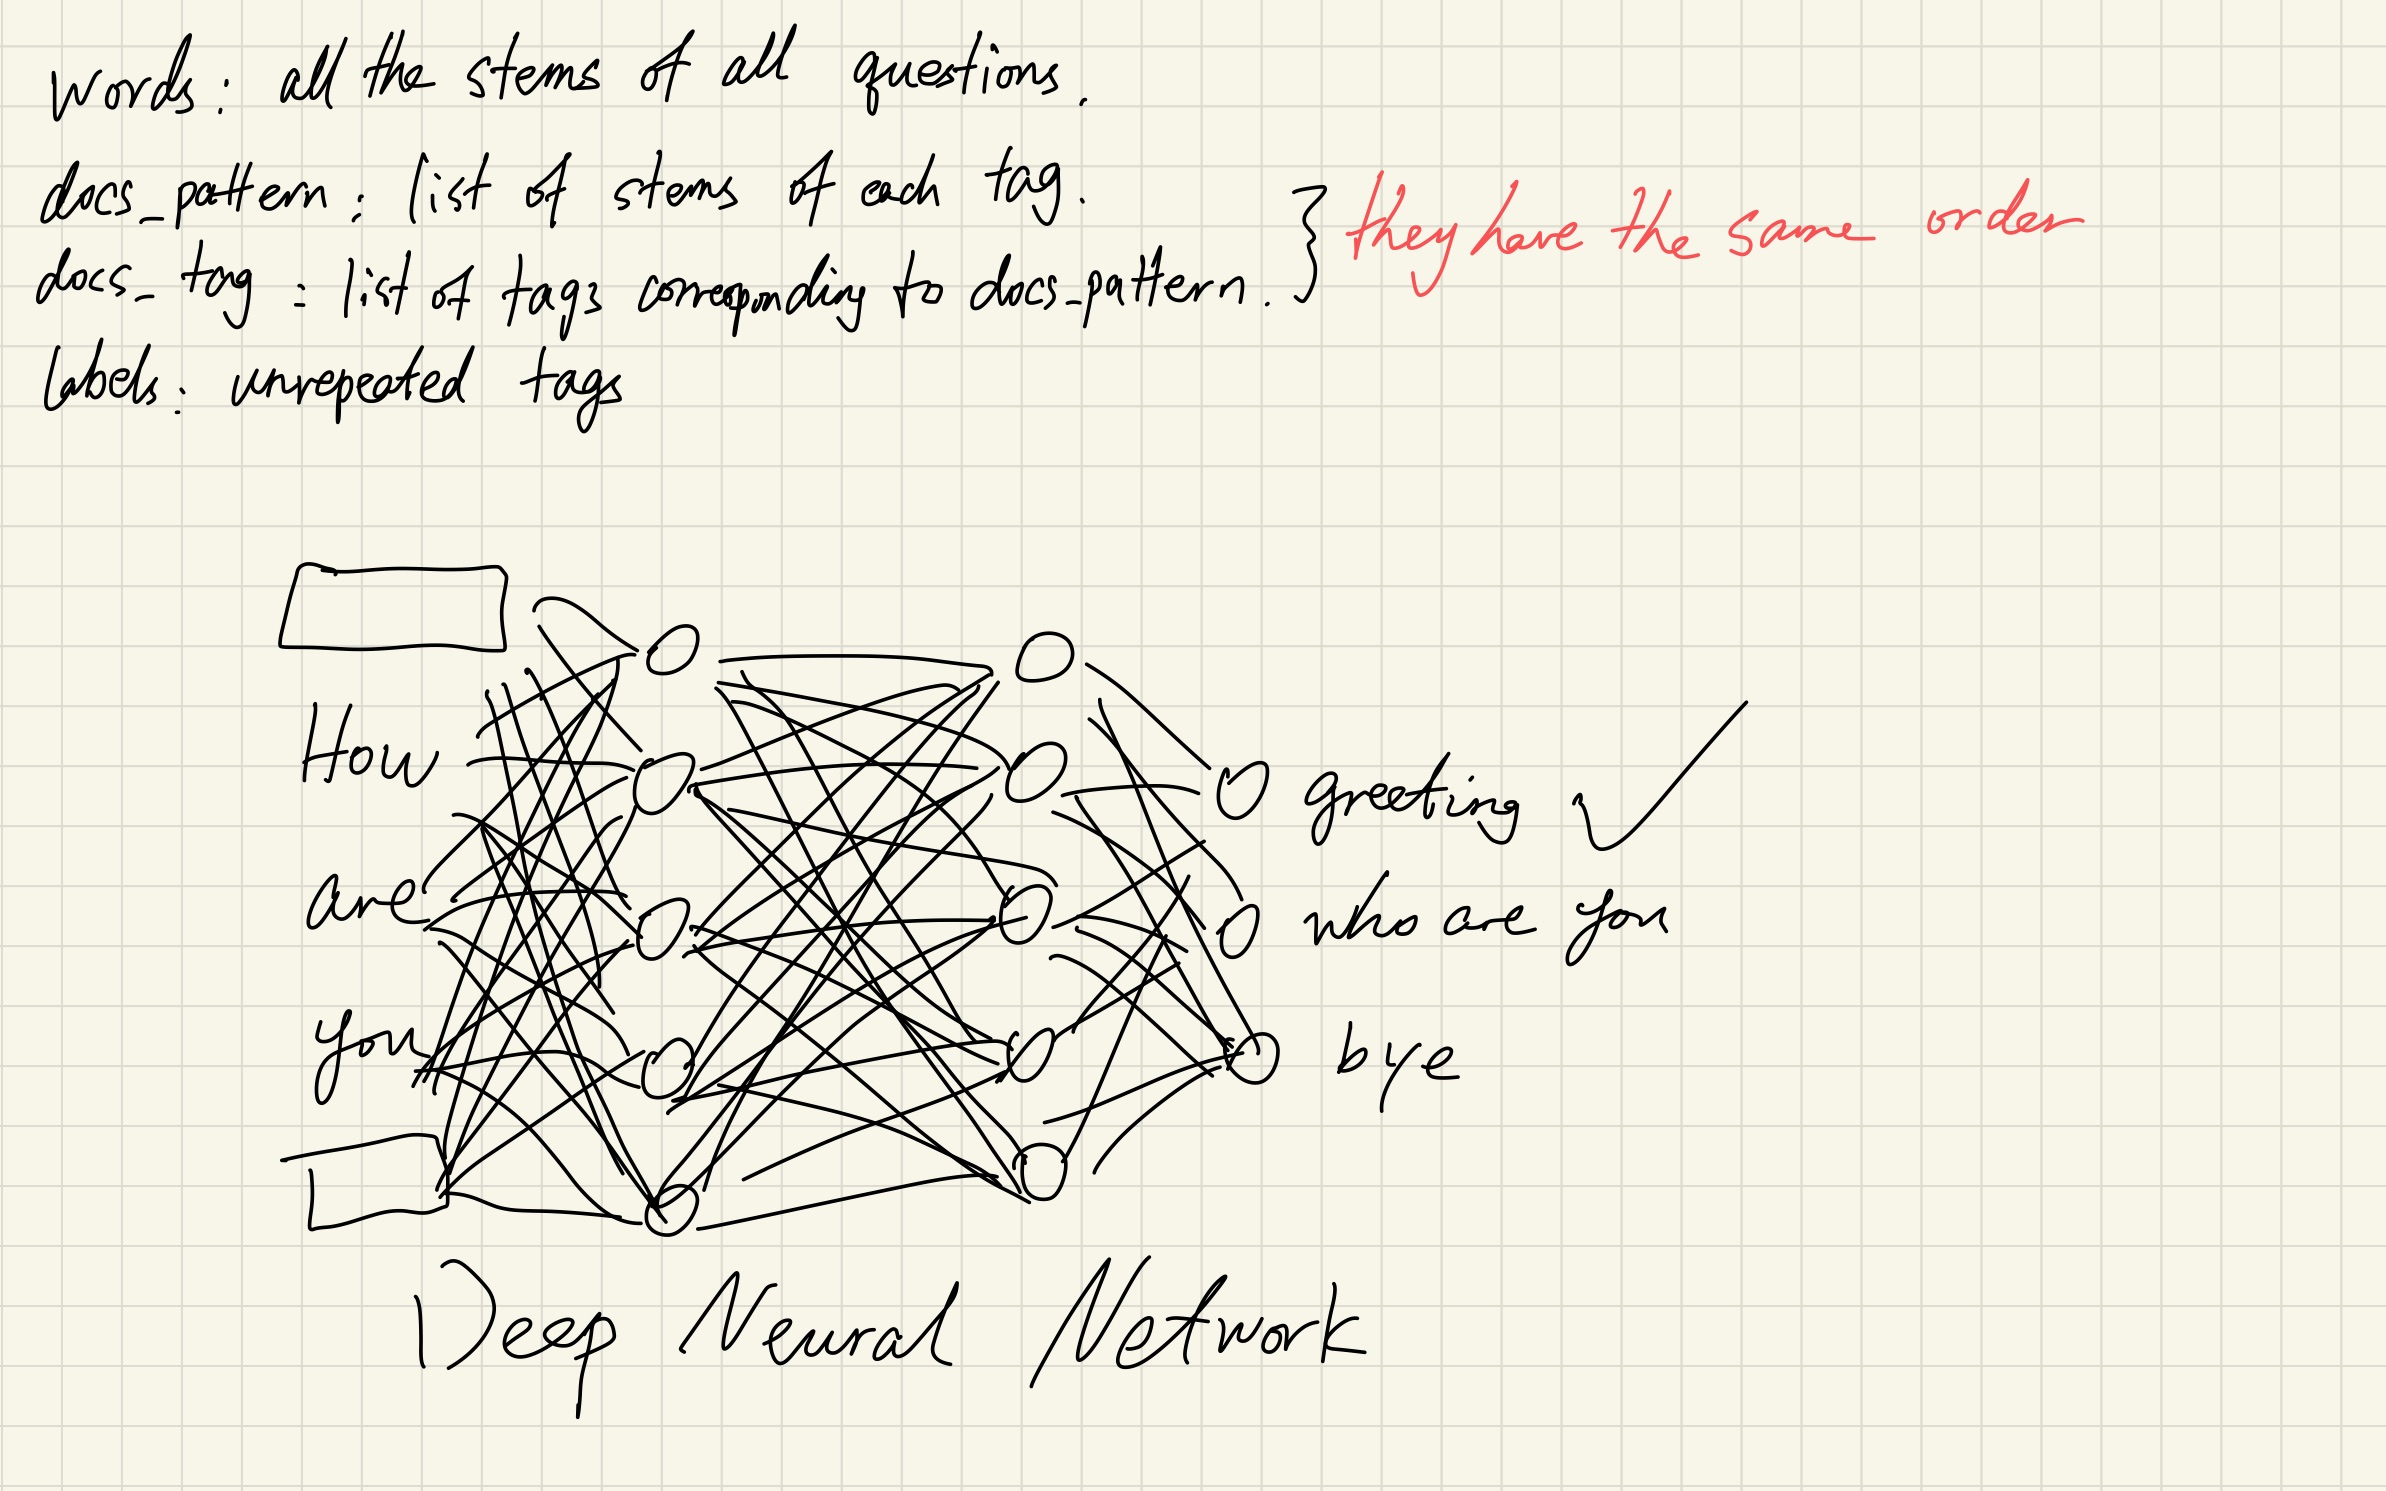 words: all the stems of all questions.
docs_pattern: list of stems of each tag.
they have the same order
docs_tag: list of tags corresponding to docs_pattern.
labels: unrepeated tags
How
greeting
are
who are you
you
bye
Deep Neural Network